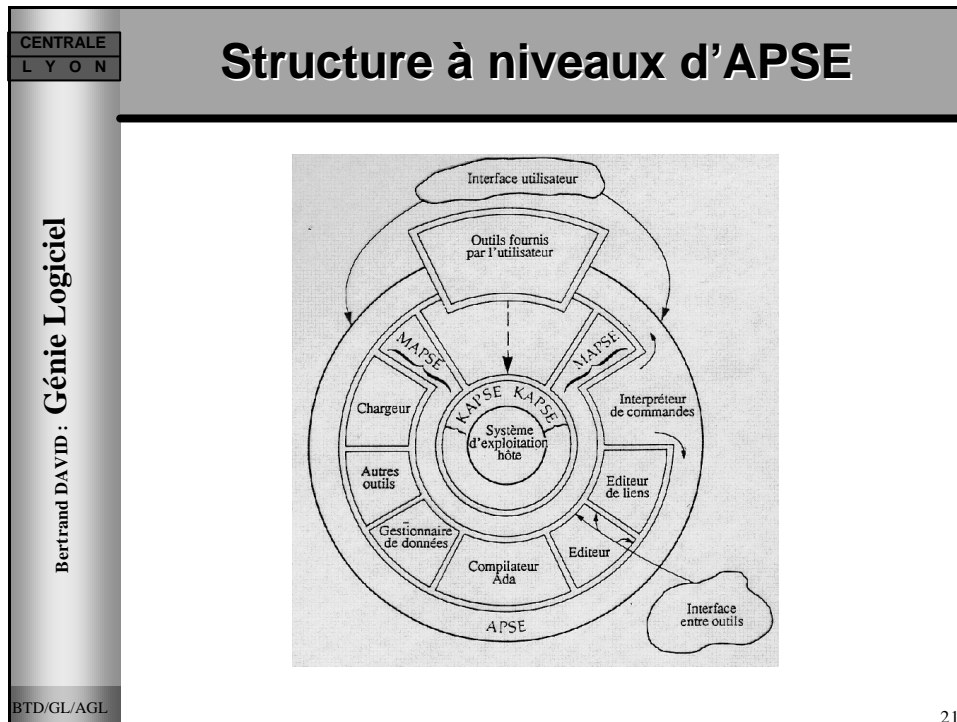 CENTRALE
L Y O N
Structure à niveaux d’APSE
Bertrand DAVID : Génie Logiciel
Interface utilisateur
Outils fournis
par l’utilisateur
MAPSE
MAPSE
KAPSE KAPSE
Système
d’exploitation
hôte
Chargeur
Interpréteur
de commandes
Autres
outils
Editeur
de liens
Gestionnaire
de données
Editeur
Compilateur
Ada
Interface
entre outils
APSE
BTD/GL/AGL
21